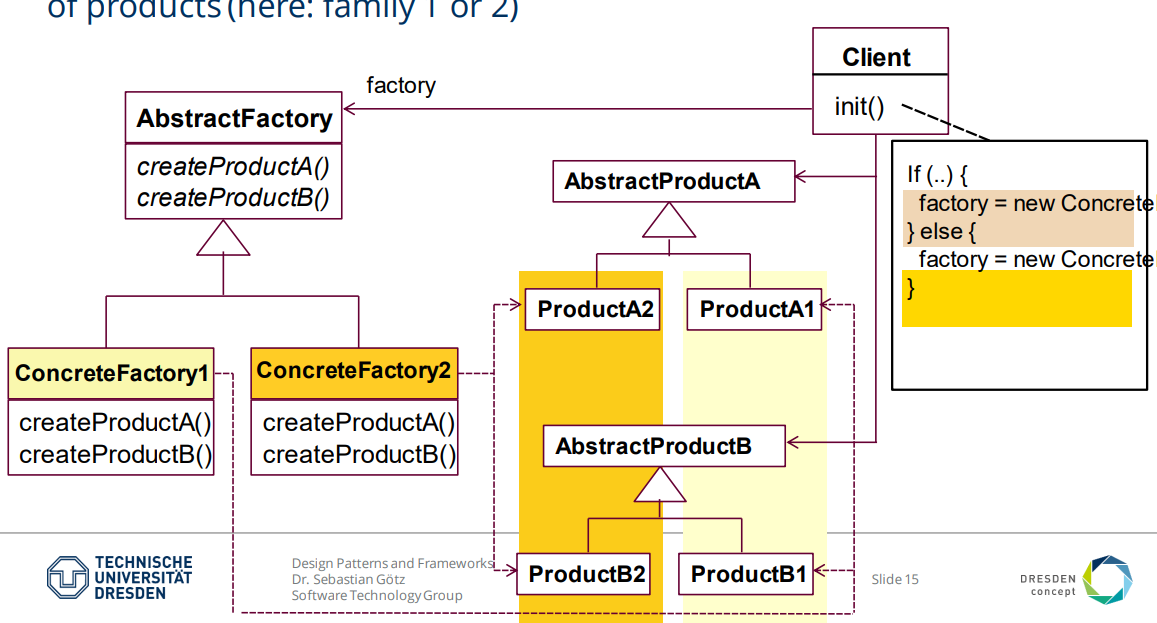 of products (here: family 1 or 2)
Client
init()
factory
AbstractFactory
createProductA()
createProductB()
AbstractProductA
If (..) {
factory = new Concrete
} else {
factory = new Concrete
}
ProductA2
ProductA1
ConcreteFactory1
createProductA()
createProductB()
ConcreteFactory2
createProductA()
createProductB()
AbstractProductB
ProductB2
ProductB1
TECHNISCHE
UNIVERSITÄT
DRESDEN
Design Patterns and Frameworks
Dr. Sebastian Götz
Software Technology Group
Slide 15
DRESDEN
concept